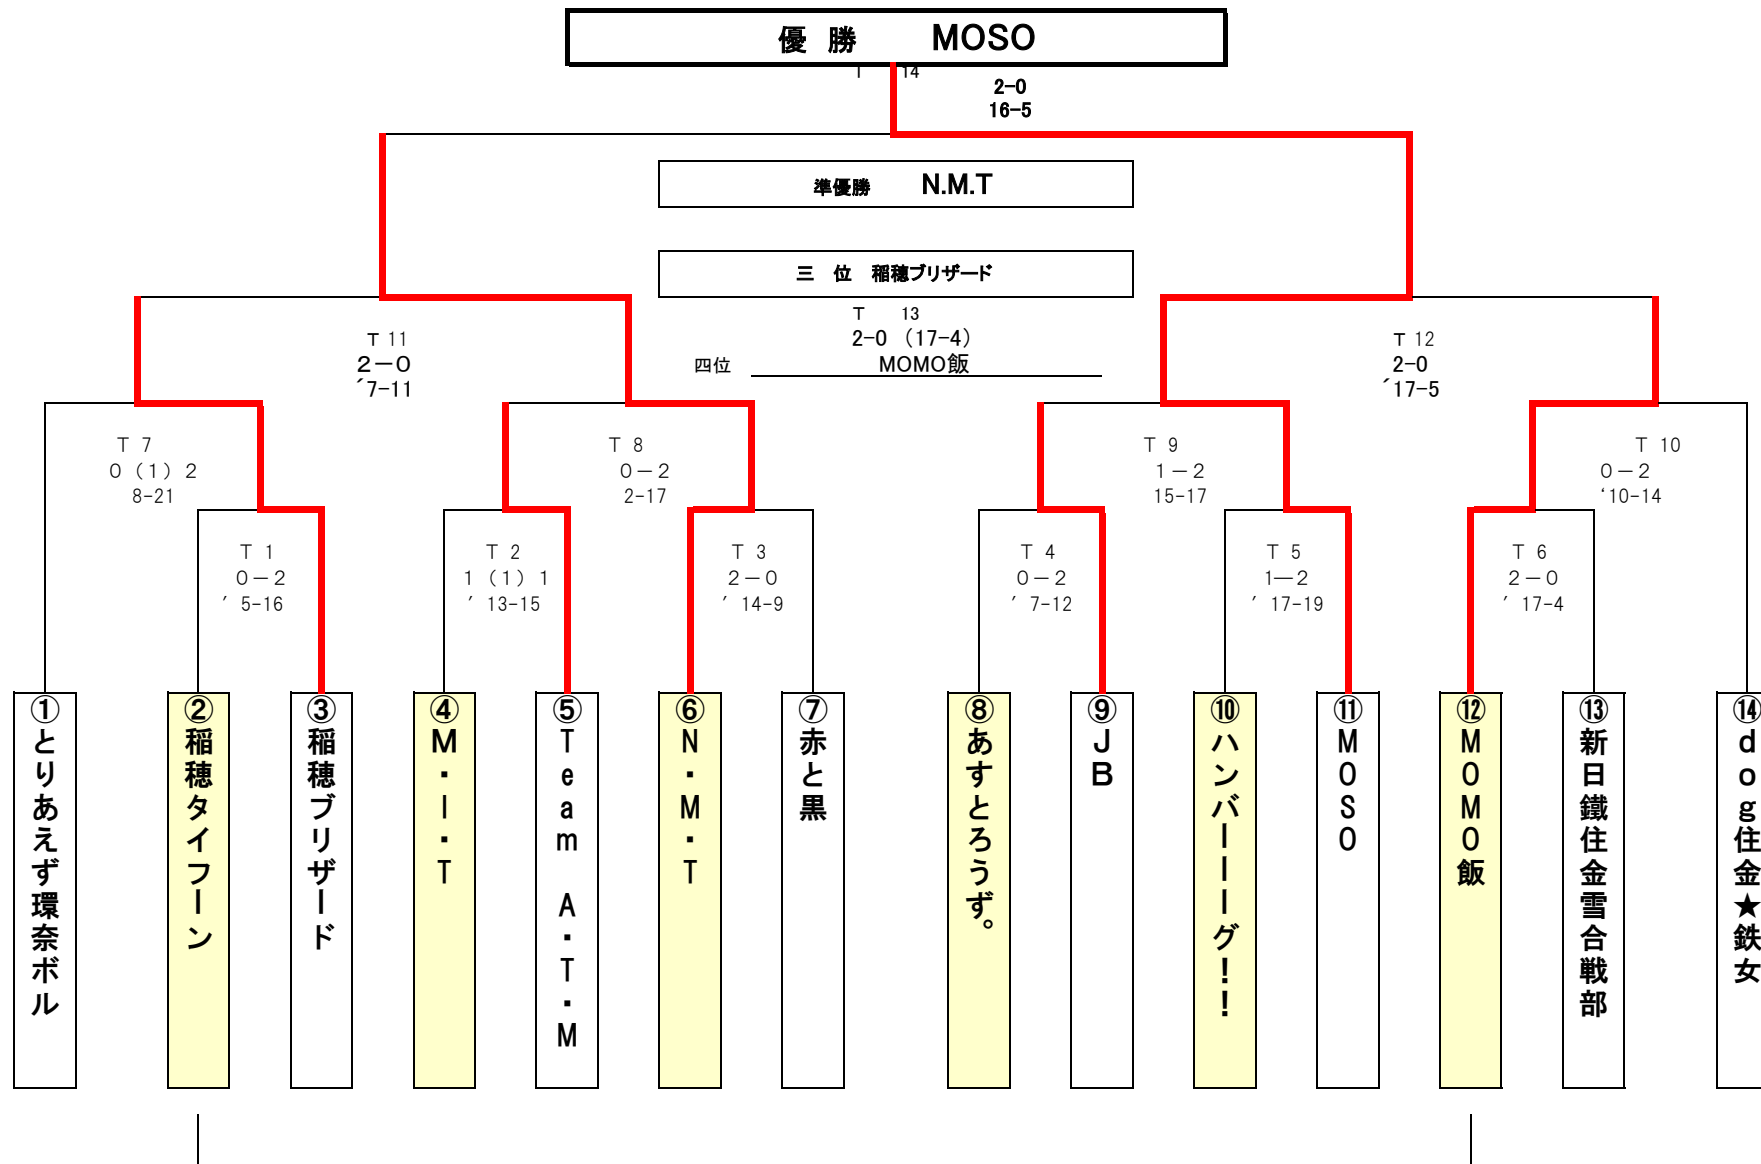 優 勝 MOSO
1 14
2-0
16-5
準優勝 N.M.T
三 位 稲穂ブリザード
T 13
2-0 （17-4）
四位 MOMO飯
T 11
2－0
´7-11
T 12
2-0
´17-5
T 7
0（1）2
8-21
T 8
0－2
2-17
T 9
1－2
15-17
T 10
0－2
‘10-14
T 1
0－2
′5-16
T 2
1（1）1
′13-15
T 3
2－0
′14-9
T 4
0－2
′7-12
T 5
1－2
′17-19
T 6
2－0
′17-4
①とりあえず環奈ボル
②稲穂タイフーン
③稲穂ブリザード
④M・I・T
⑤Team A・T・M
⑥N・M・T
⑦赤と黒
⑧あすとろうず。
⑨JB
⑩ハンバーーーグ！！
⑪MOSO
⑫MOMO飯
⑬新日鐵住金雪合戦部
⑭dog住金★鉄女